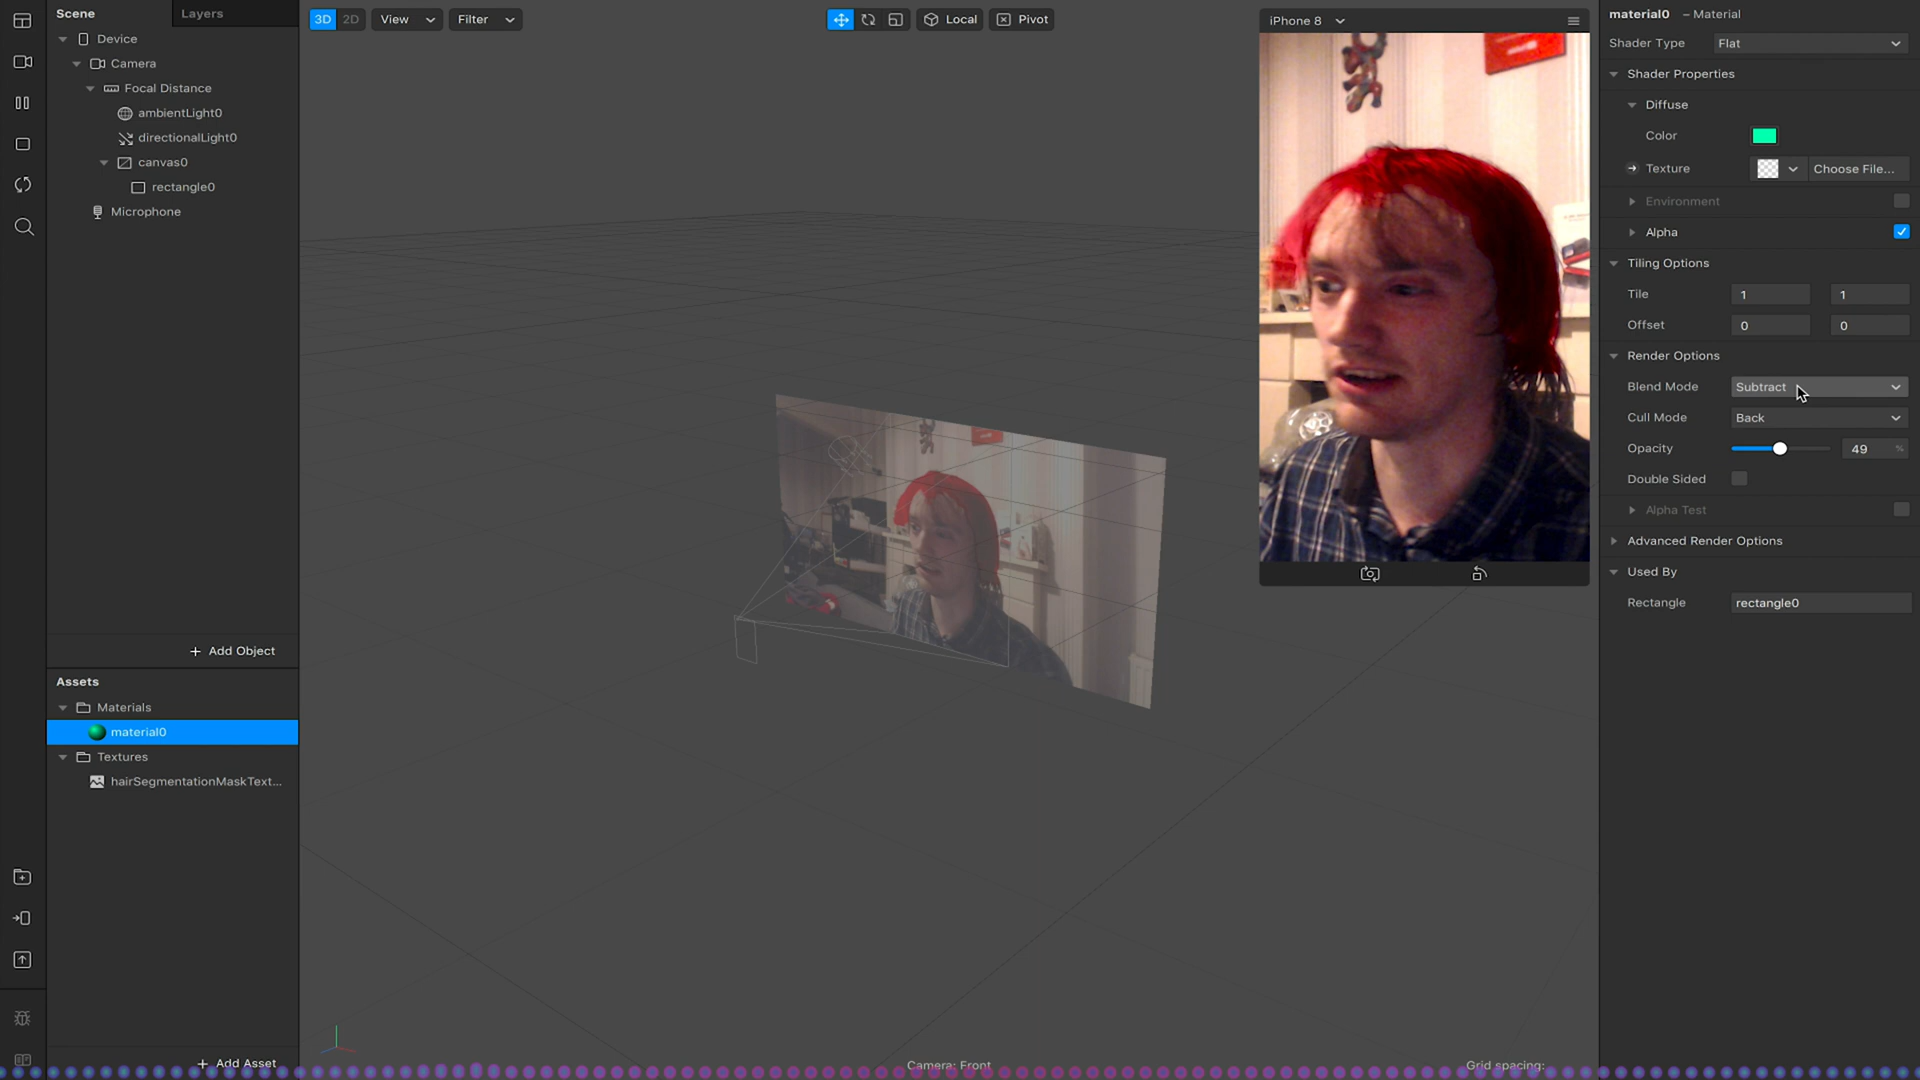 Scene
Layers
Device
Camera
Focal Distance
ambientLight0
directionalLight0
canvas0
rectangle0
Microphone
+ Add Object
Assets
Materials
material0
Textures
hairSegmentationMaskText...
+ Add Asset
3D 2D View Filter
Local Pivot
iPhone 8
Camera: Front
Grid spacing:
material0 – Material
Shader Type Flat
Shader Properties
Diffuse
Color
Texture Choose File...
Environment
Alpha
Tiling Options
Tile 1 1
Offset 0 0
Render Options
Blend Mode Subtract
Cull Mode Back
Opacity 49 %
Double Sided
Alpha Test
Advanced Render Options
Used By
Rectangle rectangle0